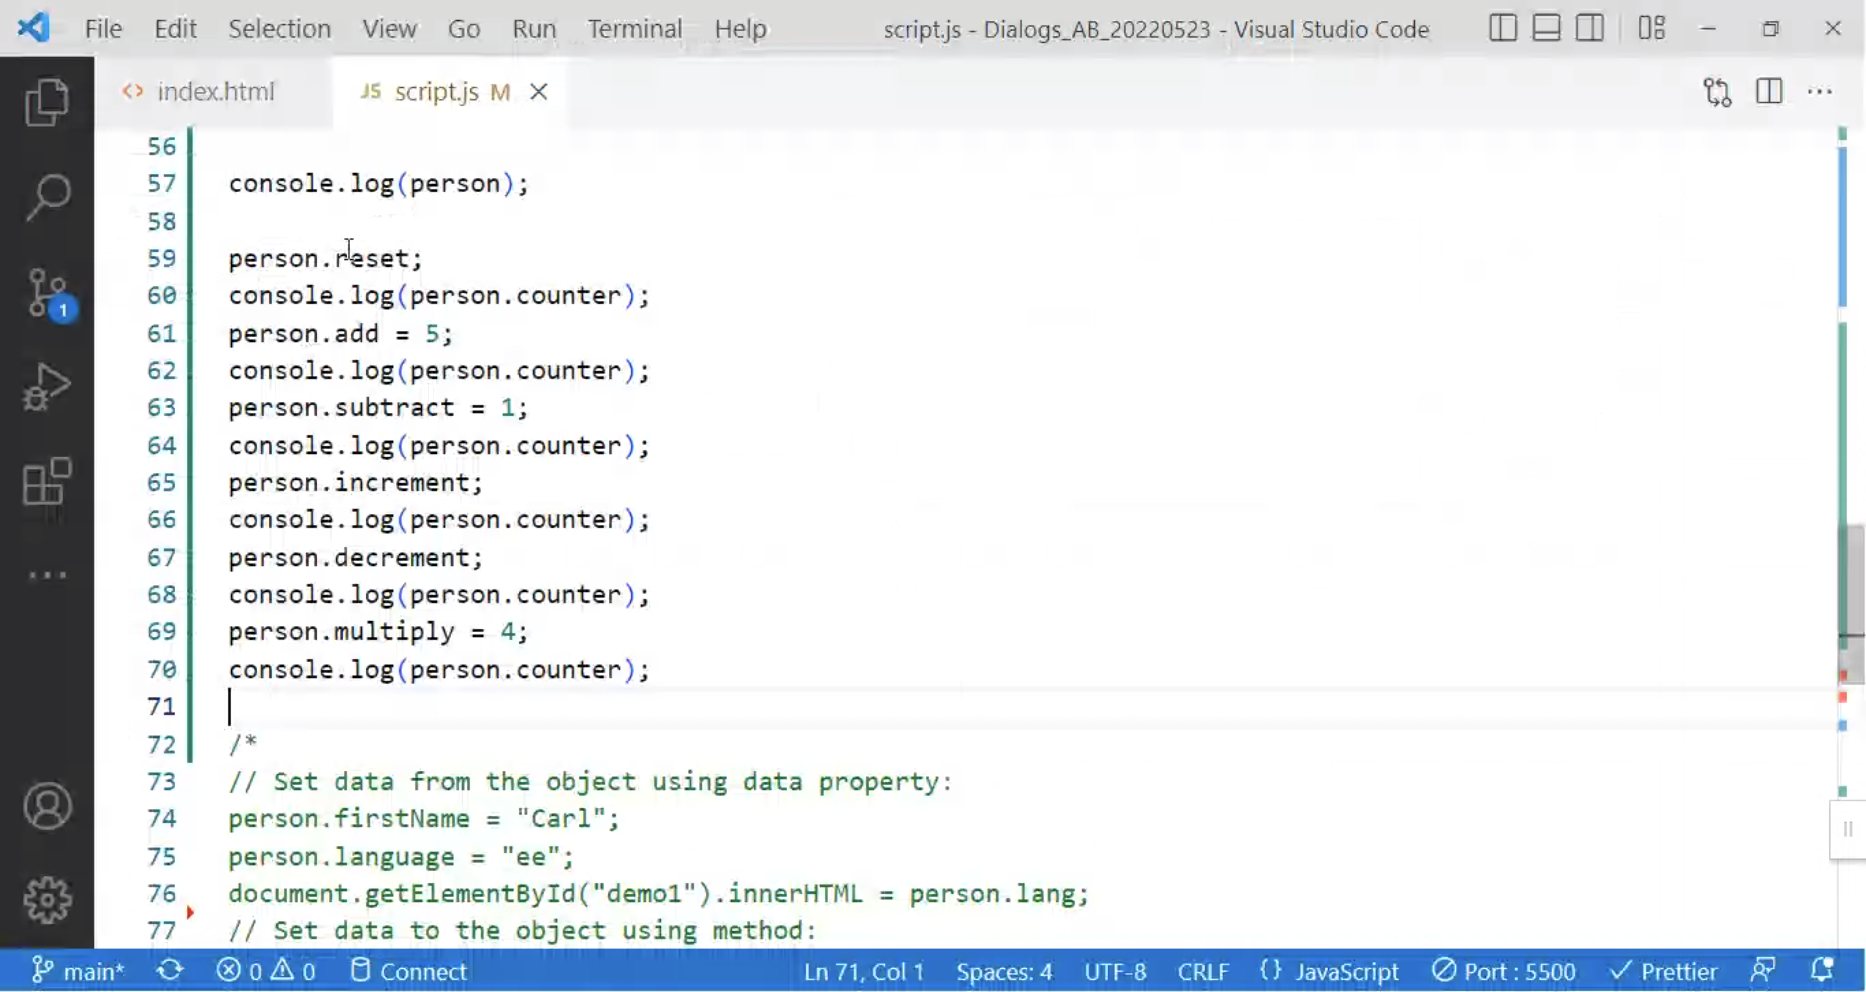 File Edit Selection View Go Run Terminal Help script.js - Dialogs_AB_20220523 - Visual Studio Code
<> index.html JS script.js M
56
57 console.log(person);
58
59 person.reset;
60 console.log(person.counter);
61 person.add = 5;
62 console.log(person.counter);
63 person.subtract = 1;
64 console.log(person.counter);
65 person.increment;
66 console.log(person.counter);
67 person.decrement;
68 console.log(person.counter);
69 person.multiply = 4;
70 console.log(person.counter);
71
72 /*
73 // Set data from the object using data property:
74 person.firstName = "Carl";
75 person.language = "ee";
76 document.getElementById("demo1").innerHTML = person.lang;
77 // Set data to the object using method:
1
main* 0 0 Connect Ln 71, Col 1 Spaces: 4 UTF-8 CRLF {} JavaScript Port : 5500 Prettier